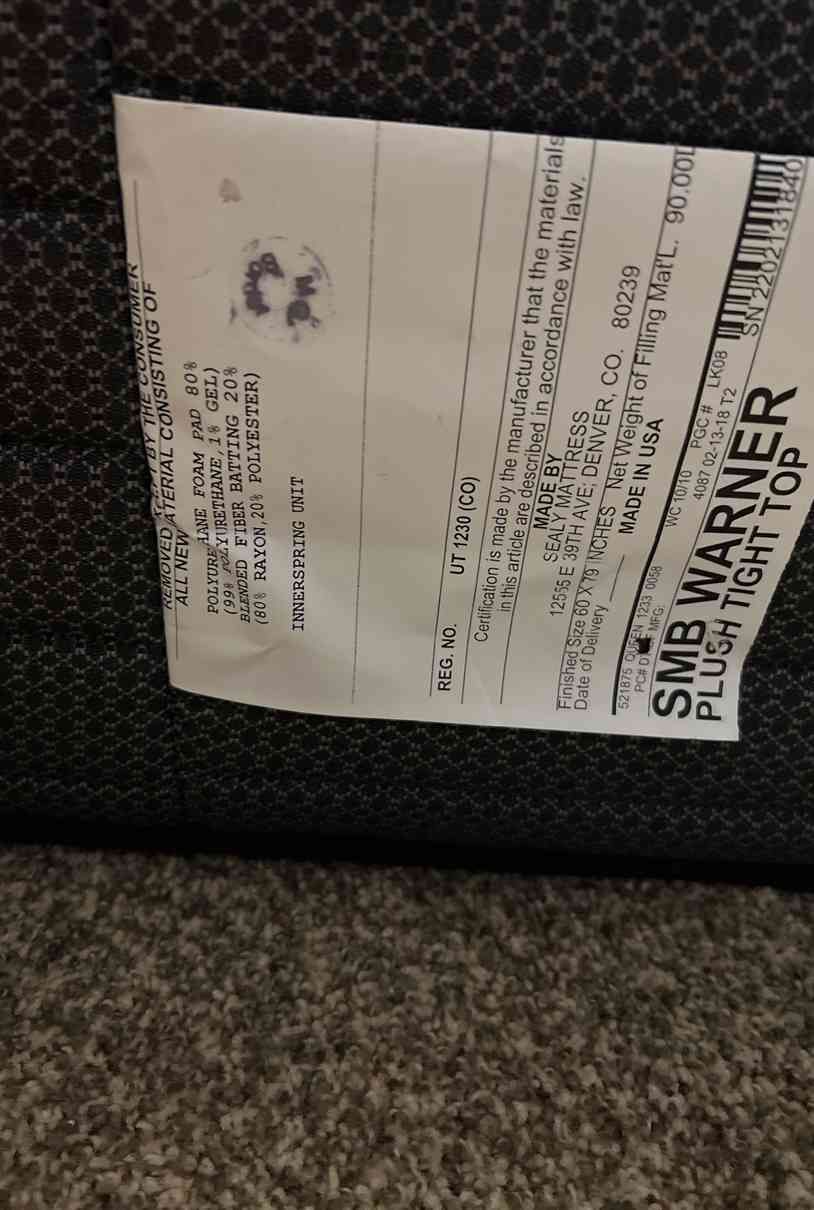 REMOVED BY THE CONSUMER
ALL NEW MATERIAL CONSISTING OF
POLYURETHANE FOAM PAD 80%
(99% POLYURETHANE, 1% GEL)
BLENDED FIBER BATTING 20%
(80% RAYON, 20% POLYESTER)
INNERSPRING UNIT
REG. NO. UT 1230 (CO)
Certification is made by the manufacturer that the materials
in this article are described in accordance with law.
MADE BY
SEALY MATTRESS
12555 E 39TH AVE; DENVER, CO. 80239
Finished Size 60 X 79 INCHES Net Weight of Filling Mat'L. 90.00
Date of Delivery MADE IN USA
521875 QUEEN 1233 0058 WC 10/10 PGC # LK08
PC# MFG: 4087 02-13-18 T2
SN 2202131840
SMB WARNER
PLUSH TIGHT TOP